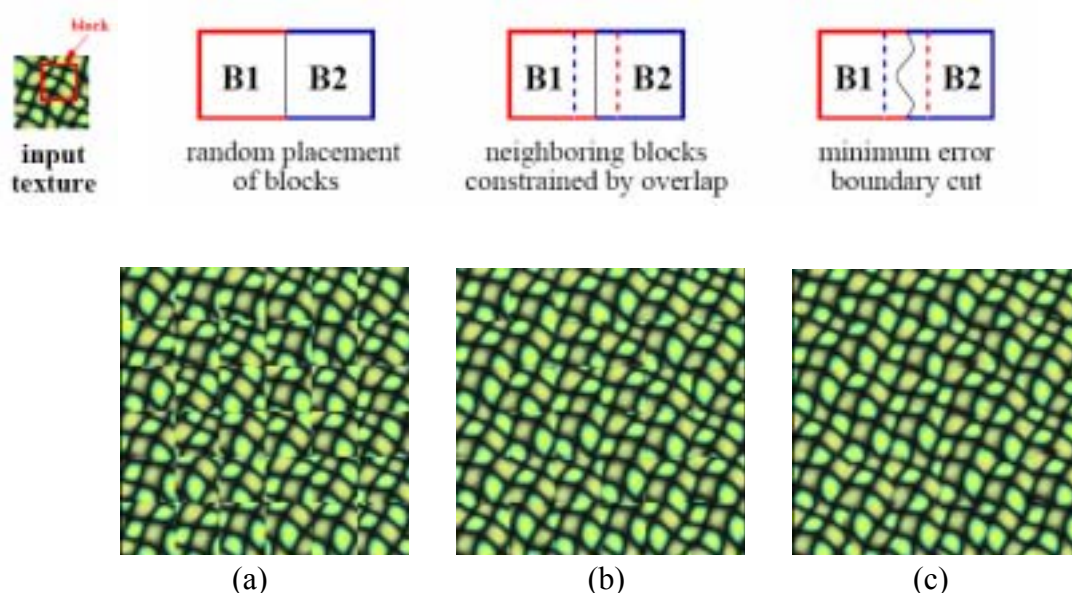 block
B1 B2
B1 B2
B1 B2
input
texture
random placement
of blocks
neighboring blocks
constrained by overlap
minimum error
boundary cut
(a)
(b)
(c)